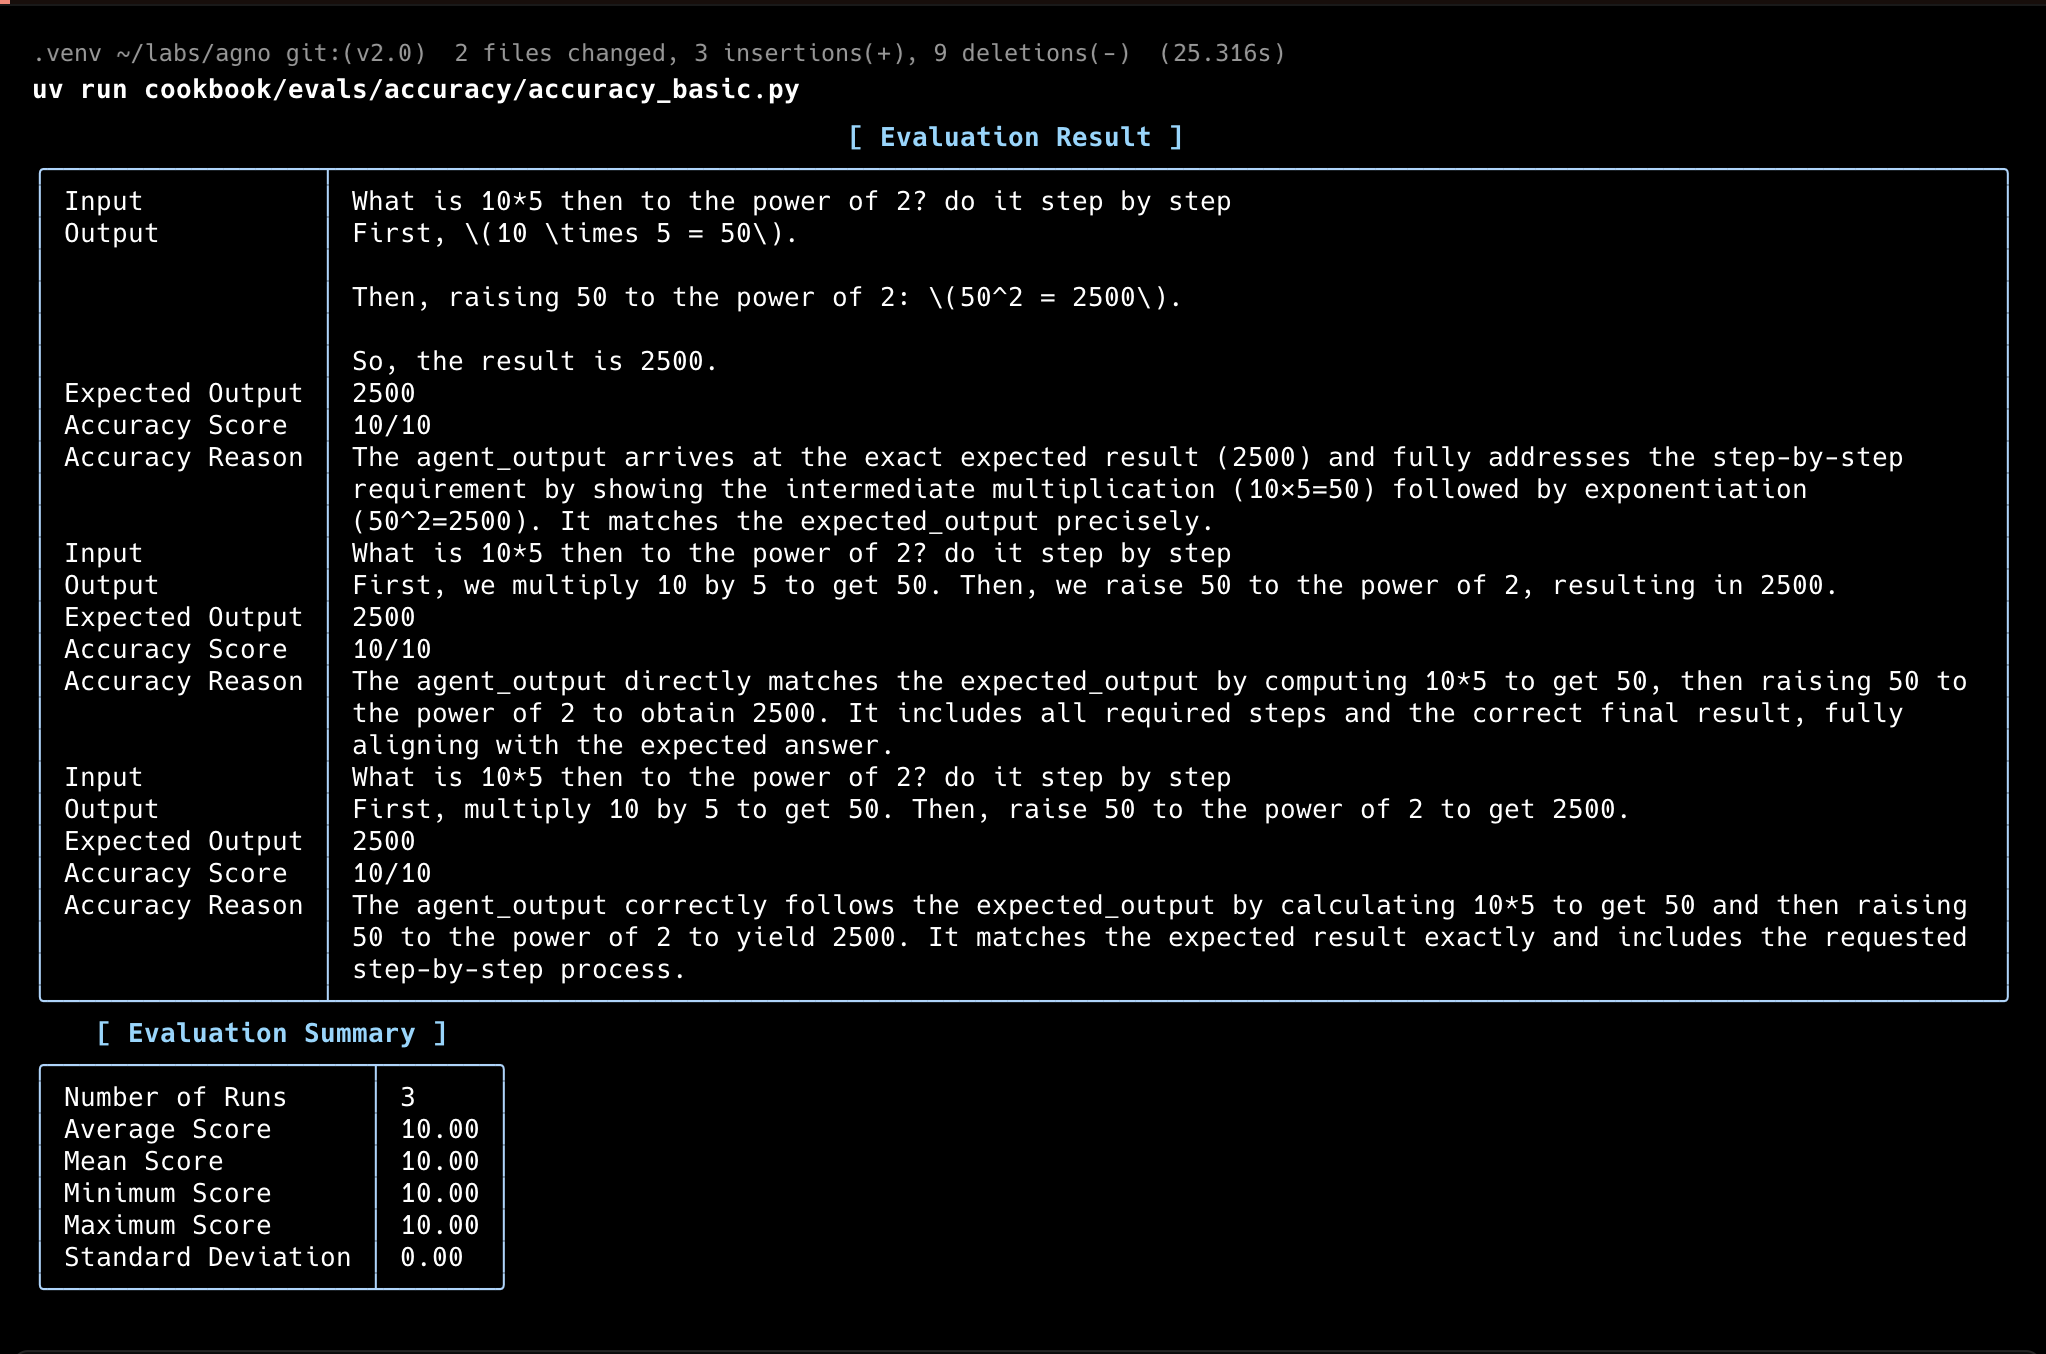 .venv ~/labs/agno git:(v2.0)  2 files changed, 3 insertions(+), 9 deletions(-)  (25.316s)
uv run cookbook/evals/accuracy/accuracy_basic.py
[ Evaluation Result ]
Input What is 10*5 then to the power of 2? do it step by step
Output First, \(10 \times 5 = 50\).
Then, raising 50 to the power of 2: \(50^2 = 2500\).
So, the result is 2500.
Expected Output 2500
Accuracy Score 10/10
Accuracy Reason The agent_output arrives at the exact expected result (2500) and fully addresses the step-by-step
requirement by showing the intermediate multiplication (10×5=50) followed by exponentiation
(50^2=2500). It matches the expected_output precisely.
Input What is 10*5 then to the power of 2? do it step by step
Output First, we multiply 10 by 5 to get 50. Then, we raise 50 to the power of 2, resulting in 2500.
Expected Output 2500
Accuracy Score 10/10
Accuracy Reason The agent_output directly matches the expected_output by computing 10*5 to get 50, then raising 50 to
the power of 2 to obtain 2500. It includes all required steps and the correct final result, fully
aligning with the expected answer.
Input What is 10*5 then to the power of 2? do it step by step
Output First, multiply 10 by 5 to get 50. Then, raise 50 to the power of 2 to get 2500.
Expected Output 2500
Accuracy Score 10/10
Accuracy Reason The agent_output correctly follows the expected_output by calculating 10*5 to get 50 and then raising
50 to the power of 2 to yield 2500. It matches the expected result exactly and includes the requested
step-by-step process.
[ Evaluation Summary ]
Number of Runs 3
Average Score 10.00
Mean Score 10.00
Minimum Score 10.00
Maximum Score 10.00
Standard Deviation 0.00